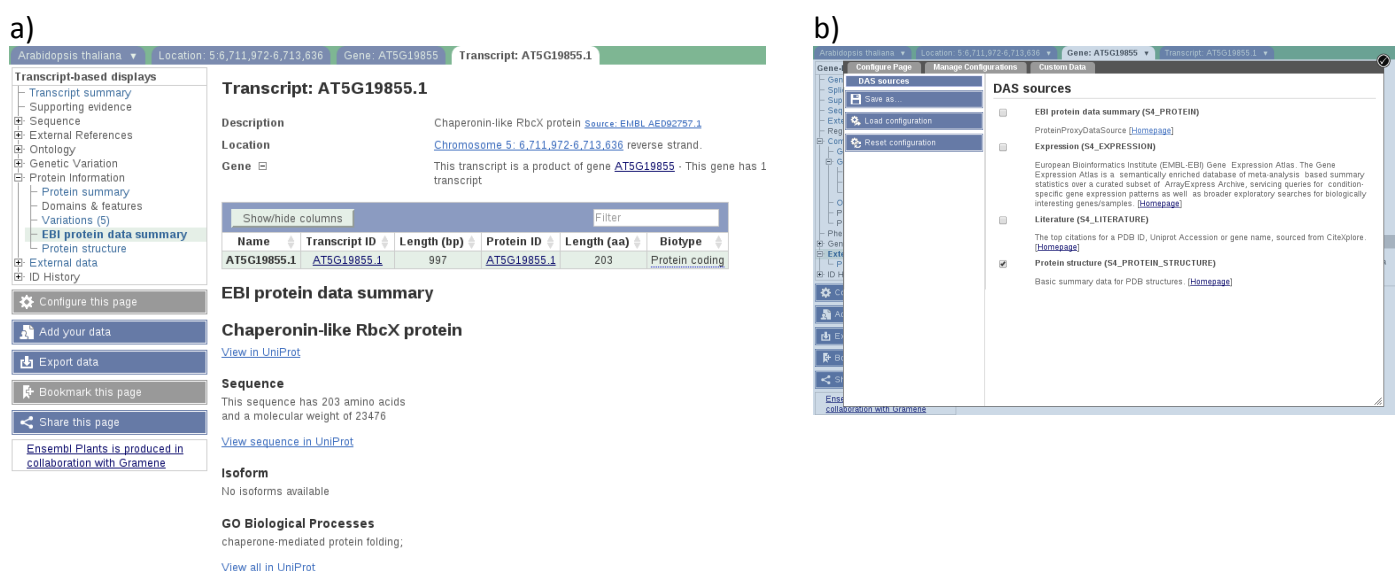 a)
Arabidopsis thaliana ▼ Location: 5:6,711,972-6,713,636 Gene: AT5G19855 Transcript: AT5G19855.1
Transcript-based displays
Transcript summary
Supporting evidence
Sequence
External References
Ontology
Genetic Variation
Protein Information
Protein summary
Domains & features
Variations (5)
EBI protein data summary
Protein structure
External data
ID History
Configure this page
Add your data
Export data
Bookmark this page
Share this page
Ensembl Plants is produced in
collaboration with Gramene
Transcript: AT5G19855.1
Description Chaperonin-like RbcX protein Source: EMBL AED92757.1
Location Chromosome 5: 6,711,972-6,713,636 reverse strand.
Gene This transcript is a product of gene AT5G19855 - This gene has 1
transcript
Show/hide columns Filter
Name Transcript ID Length (bp) Protein ID Length (aa) Biotype
AT5G19855.1 AT5G19855.1 997 AT5G19855.1 203 Protein coding
EBI protein data summary
Chaperonin-like RbcX protein
View in UniProt
Sequence
This sequence has 203 amino acids
and a molecular weight of 23476
View sequence in UniProt
Isoform
No isoforms available
GO Biological Processes
chaperone-mediated protein folding;
View all in UniProt
b)
Arabidopsis thaliana ▼ Location: 5:6,711,972-6,713,636 ▼ Gene: AT5G19855 ▼ Transcript: AT5G19855.1 ▼
Configure Page Manage Configurations Custom Data
DAS sources
Save as...
Load configuration
Reset configuration
DAS sources
EBI protein data summary (S4_PROTEIN)
ProteinProxyDataSource [Homepage]
Expression (S4_EXPRESSION)
European Bioinformatics Institute (EMBL-EBI) Gene Expression Atlas. The Gene
Expression Atlas is a semantically enriched database of meta-analysis based summary
statistics over a curated subset of ArrayExpress Archive, servicing queries for condition-
specific gene expression patterns as well as broader exploratory searches for biologically
interesting genes/samples. [Homepage]
Literature (S4_LITERATURE)
The top citations for a PDB ID, Uniprot Accession or gene name, sourced from CiteXplore.
[Homepage]
Protein structure (S4_PROTEIN_STRUCTURE)
Basic summary data for PDB structures. [Homepage]
collaboration with Gramene